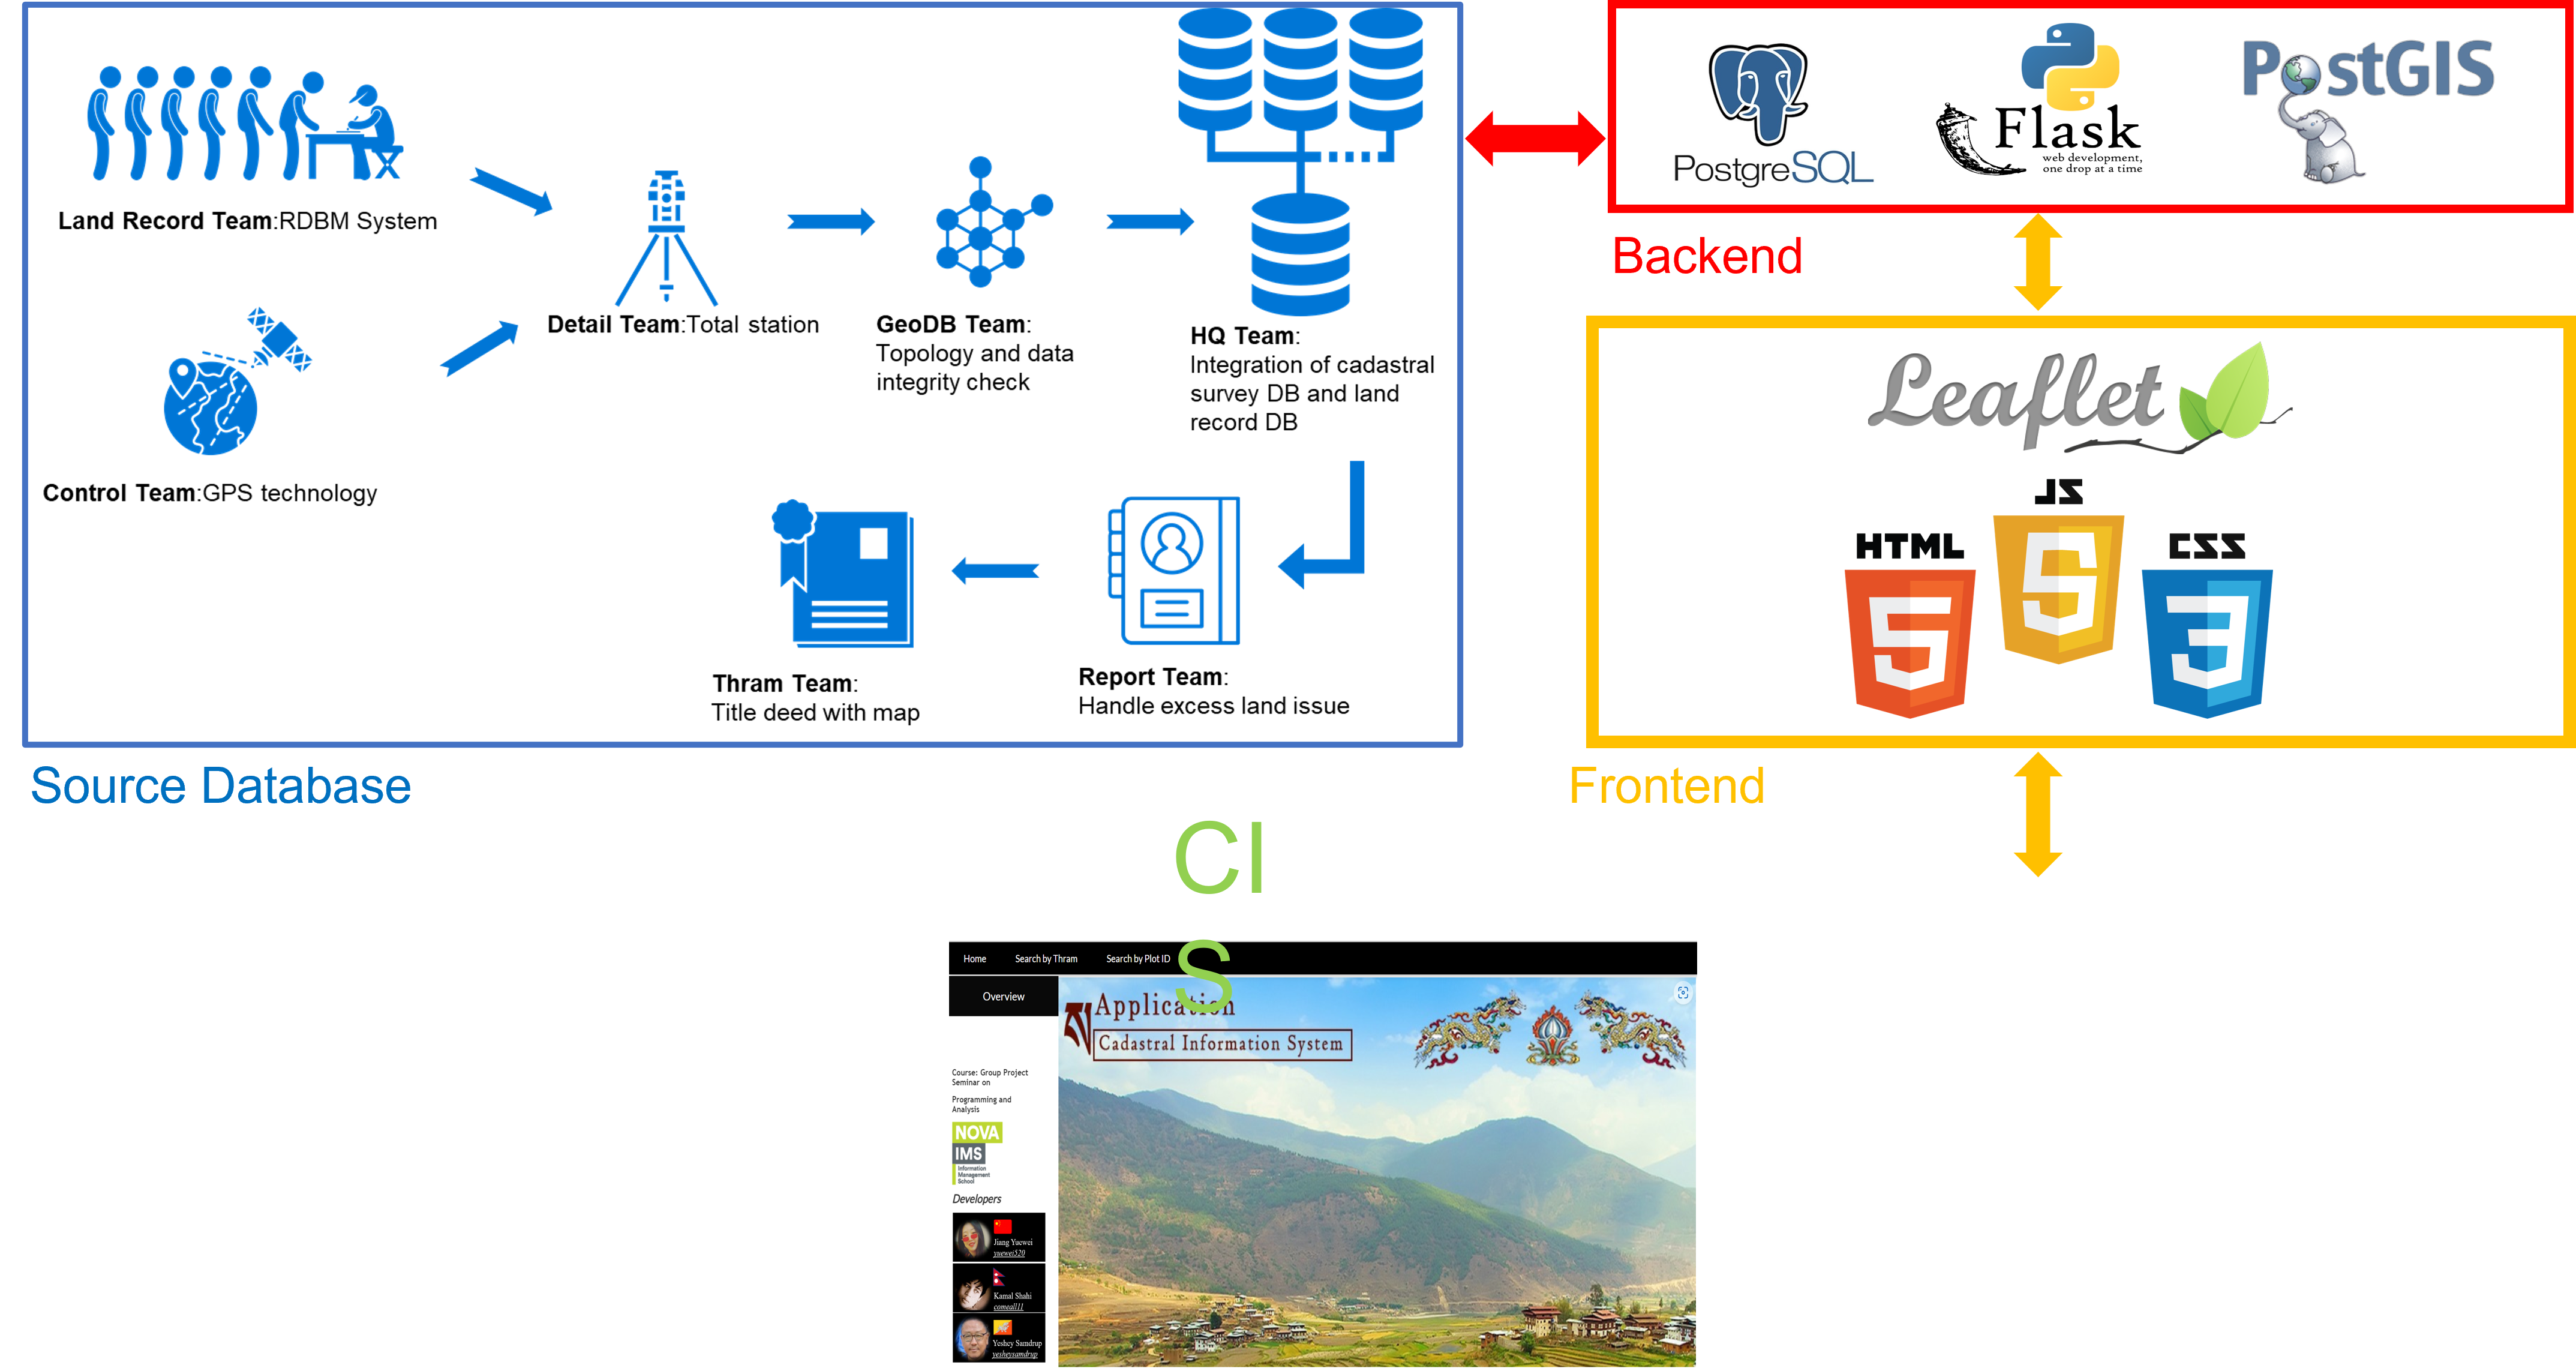 Land Record Team:RDBM System
Control Team:GPS technology
Detail Team:Total station
GeoDB Team:
Topology and data
integrity check
HQ Team:
Integration of cadastral
survey DB and land
record DB
Report Team:
Handle excess land issue
Thram Team:
Title deed with map
Source Database
PostgreSQL
Flask
web development,
one drop at a time
PostGIS
Backend
Leaflet
JS
HTML
CSS
5
5
3
Frontend
CI
S
Home Search by Thram Search by Plot ID
Overview
Application
Cadastral Information System
Course: Group Project
Seminar on
Programming and
Analysis
NOVA
IMS
Information
Management
School
Developers
Jiang Yuewei
yuewei520
Kamal Shahi
comeall11
Yeshey Samdrup
yesheysamdrup